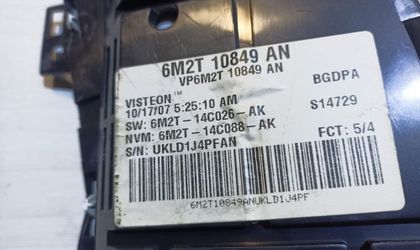 6M2T 10849 AN
VP6M2T 10849 AN
VISTEON™ BGDPA
10/17/07 5:25:10 AM
SW: 6M2T-14C026-AK S14729
NVM: 6M2T-14C088-AK
S/N: UKLD1J4PFAN FCT: 5/4
6M2T10849ANUKLD1J4PF